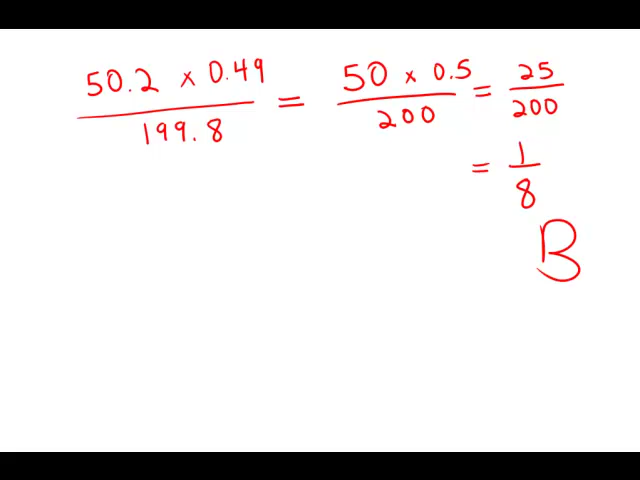 50.2 x 0.49 / 199.8 = 50 x 0.5 / 200 = 25 / 200
= 1 / 8
B